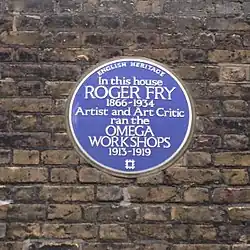 ENGLISH HERITAGE
In this house
ROGER FRY
1866-1934
Artist and Art Critic
ran the
OMEGA
WORKSHOPS
1913-1919